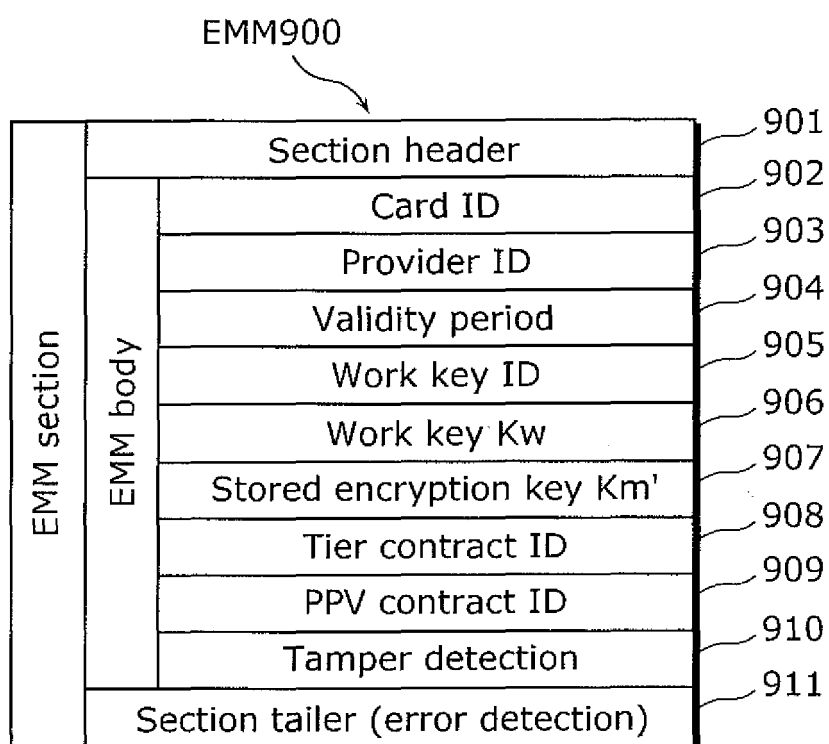 EMM900
EMM section
Section header
901
EMM body
Card ID
902
Provider ID
903
Validity period
904
Work key ID
905
Work key Kw
906
Stored encryption key Km'
907
Tier contract ID
908
PPV contract ID
909
Tamper detection
910
Section tailer (error detection)
911